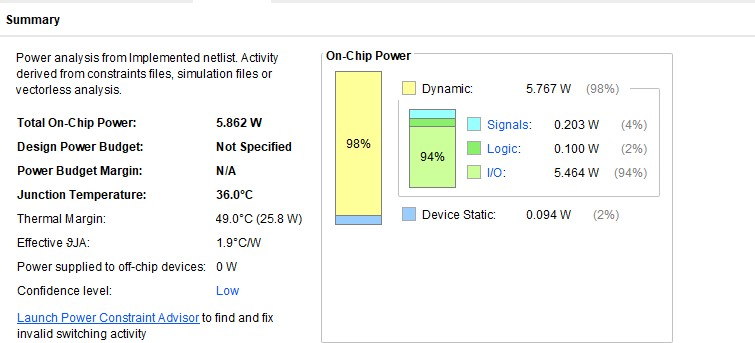 Summary
Power analysis from Implemented netlist. Activity
derived from constraints files, simulation files or
vectorless analysis.
Total On-Chip Power: 5.862 W
Design Power Budget: Not Specified
Power Budget Margin: N/A
Junction Temperature: 36.0°C
Thermal Margin: 49.0°C (25.8 W)
Effective ϑJA: 1.9°C/W
Power supplied to off-chip devices: 0 W
Confidence level: Low
Launch Power Constraint Advisor to find and fix
invalid switching activity
On-Chip Power
98%
Dynamic: 5.767 W (98%)
94%
Signals: 0.203 W (4%)
Logic: 0.100 W (2%)
I/O: 5.464 W (94%)
Device Static: 0.094 W (2%)